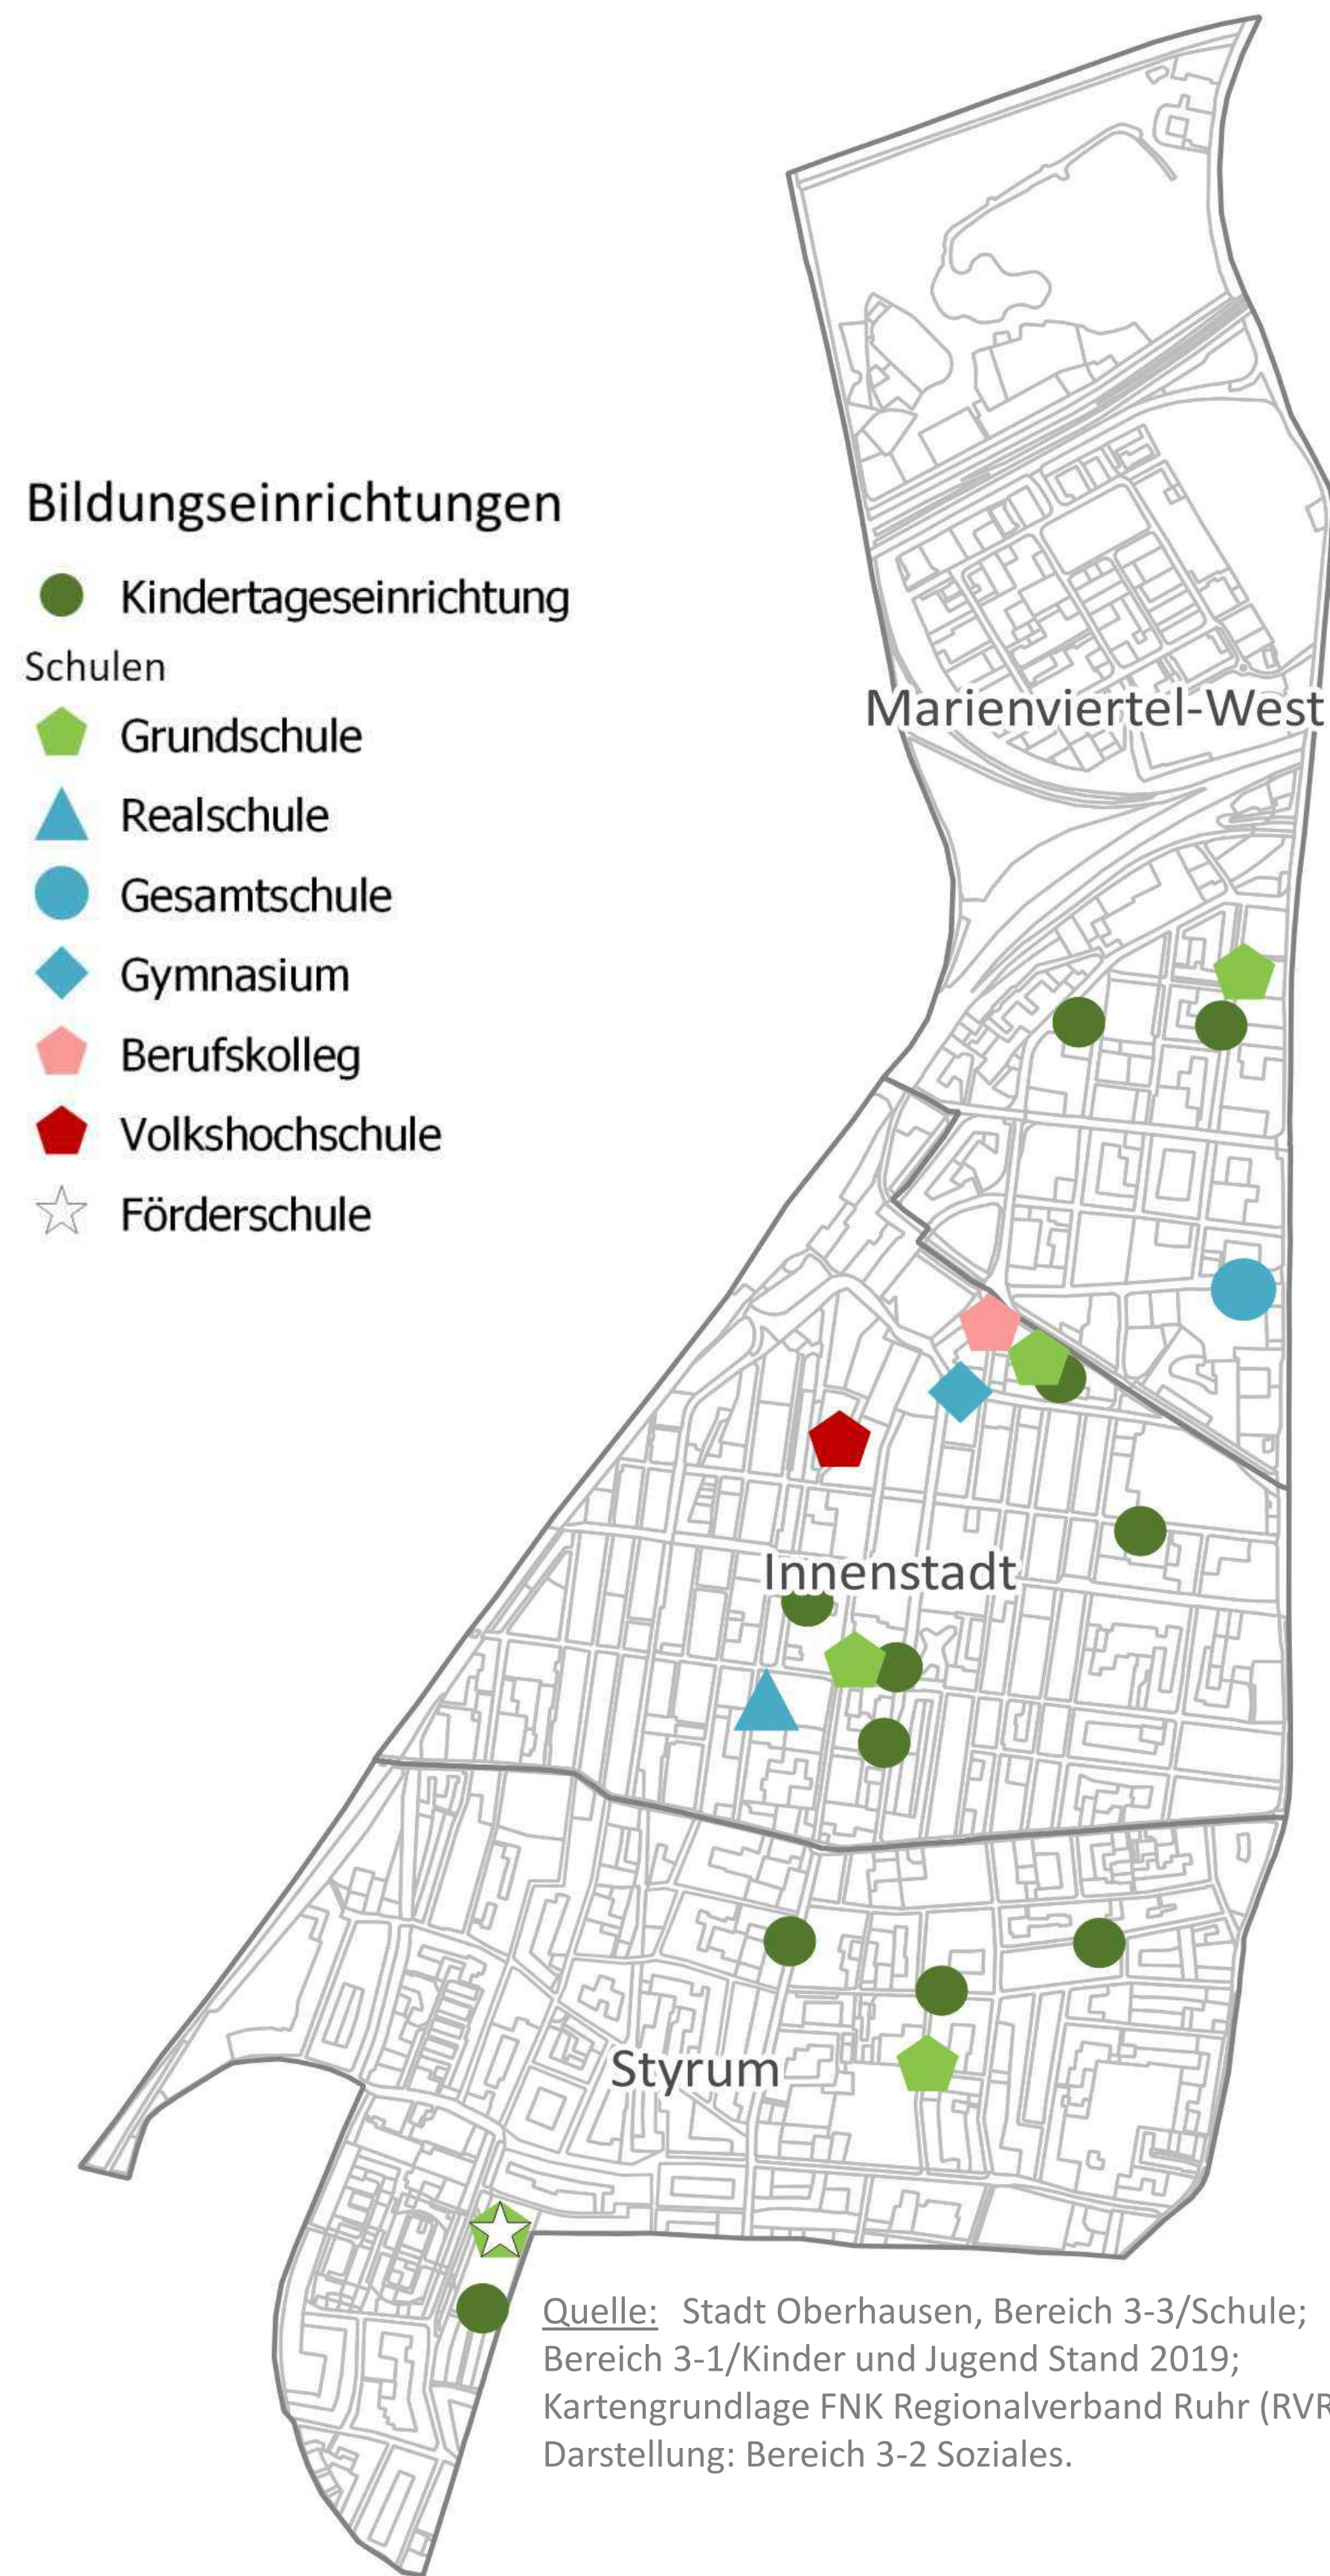 Bildungseinrichtungen
Kindertageseinrichtung
Schulen
Grundschule
Realschule
Gesamtschule
Gymnasium
Berufskolleg
Volkshochschule
Förderschule
Marienviertel-West
Innenstadt
Styrum
Quelle: Stadt Oberhausen, Bereich 3-3/Schule;
Bereich 3-1/Kinder und Jugend Stand 2019;
Kartengrundlage FNK Regionalverband Ruhr (RVR
Darstellung: Bereich 3-2 Soziales.